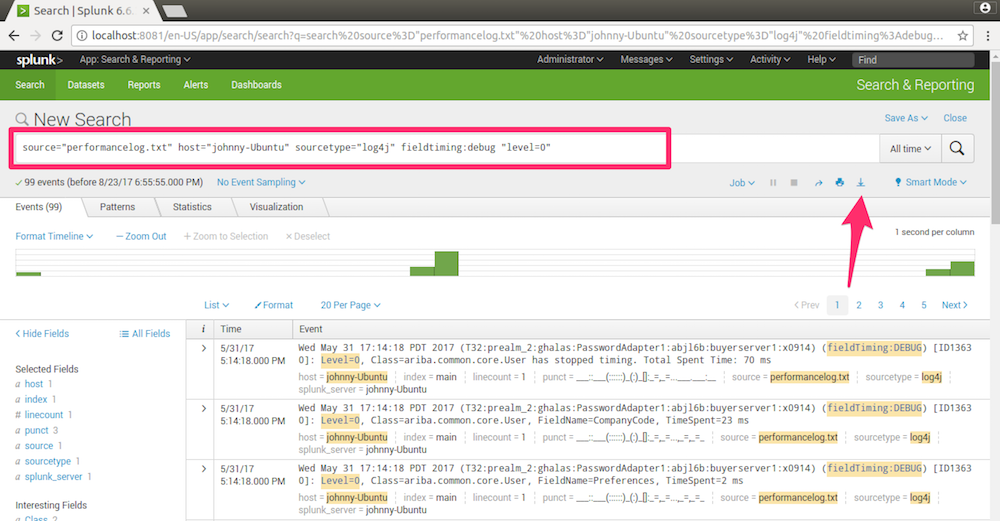 Search | Splunk 6.6.
localhost:8081/en-US/app/search/search?q=search%20source%3D"performancelog.txt"%20host%3D"johnny-Ubuntu"%20sourcetype%3D"log4j"%20fieldtiming%3Adebug...
splunk> App: Search & Reporting Administrator Messages Settings Activity Help Find
Search Datasets Reports Alerts Dashboards Search & Reporting
New Search Save As Close
source="performancelog.txt" host="johnny-Ubuntu" sourcetype="log4j" fieldtiming:debug "level=0" All time
✓ 99 events (before 8/23/17 6:55:55.000 PM) No Event Sampling Job Smart Mode
Events (99) Patterns Statistics Visualization
Format Timeline — Zoom Out + Zoom to Selection × Deselect 1 second per column
List Format 20 Per Page < Prev 1 2 3 4 5 Next >
< Hide Fields All Fields i Time Event
Selected Fields
a host 1
a index 1
# linecount 1
a punct 3
a source 1
a sourcetype 1
a splunk_server 1
Interesting Fields
a Class 2
> 5/31/17 5:14:18.000 PM
Wed May 31 17:14:18 PDT 2017 (T32:prealm_2:ghalas:PasswordAdapter1:abjl6b:buyerserver1:x0914) (fieldTiming:DEBUG) [ID1363
0]: Level=0, Class=ariba.common.core.User has stopped timing. Total Spent Time: 70 ms
host = johnny-Ubuntu index = main linecount = 1 source = performancelog.txt sourcetype = log4j
splunk_server = johnny-Ubuntu
> 5/31/17 5:14:18.000 PM
Wed May 31 17:14:18 PDT 2017 (T32:prealm_2:ghalas:PasswordAdapter1:abjl6b:buyerserver1:x0914) (fieldTiming:DEBUG) [ID1363
0]: Level=0, Class=ariba.common.core.User, FieldName=CompanyCode, TimeSpent=23 ms
host = johnny-Ubuntu index = main linecount = 1 source = performancelog.txt sourcetype = log4j
splunk_server = johnny-Ubuntu
> 5/31/17 5:14:18.000 PM
Wed May 31 17:14:18 PDT 2017 (T32:prealm_2:ghalas:PasswordAdapter1:abjl6b:buyerserver1:x0914) (fieldTiming:DEBUG) [ID1363
0]: Level=0, Class=ariba.common.core.User, FieldName=Preferences, TimeSpent=2 ms
host = johnny-Ubuntu index = main linecount = 1 source = performancelog.txt sourcetype = log4j
splunk_server = johnny-Ubuntu